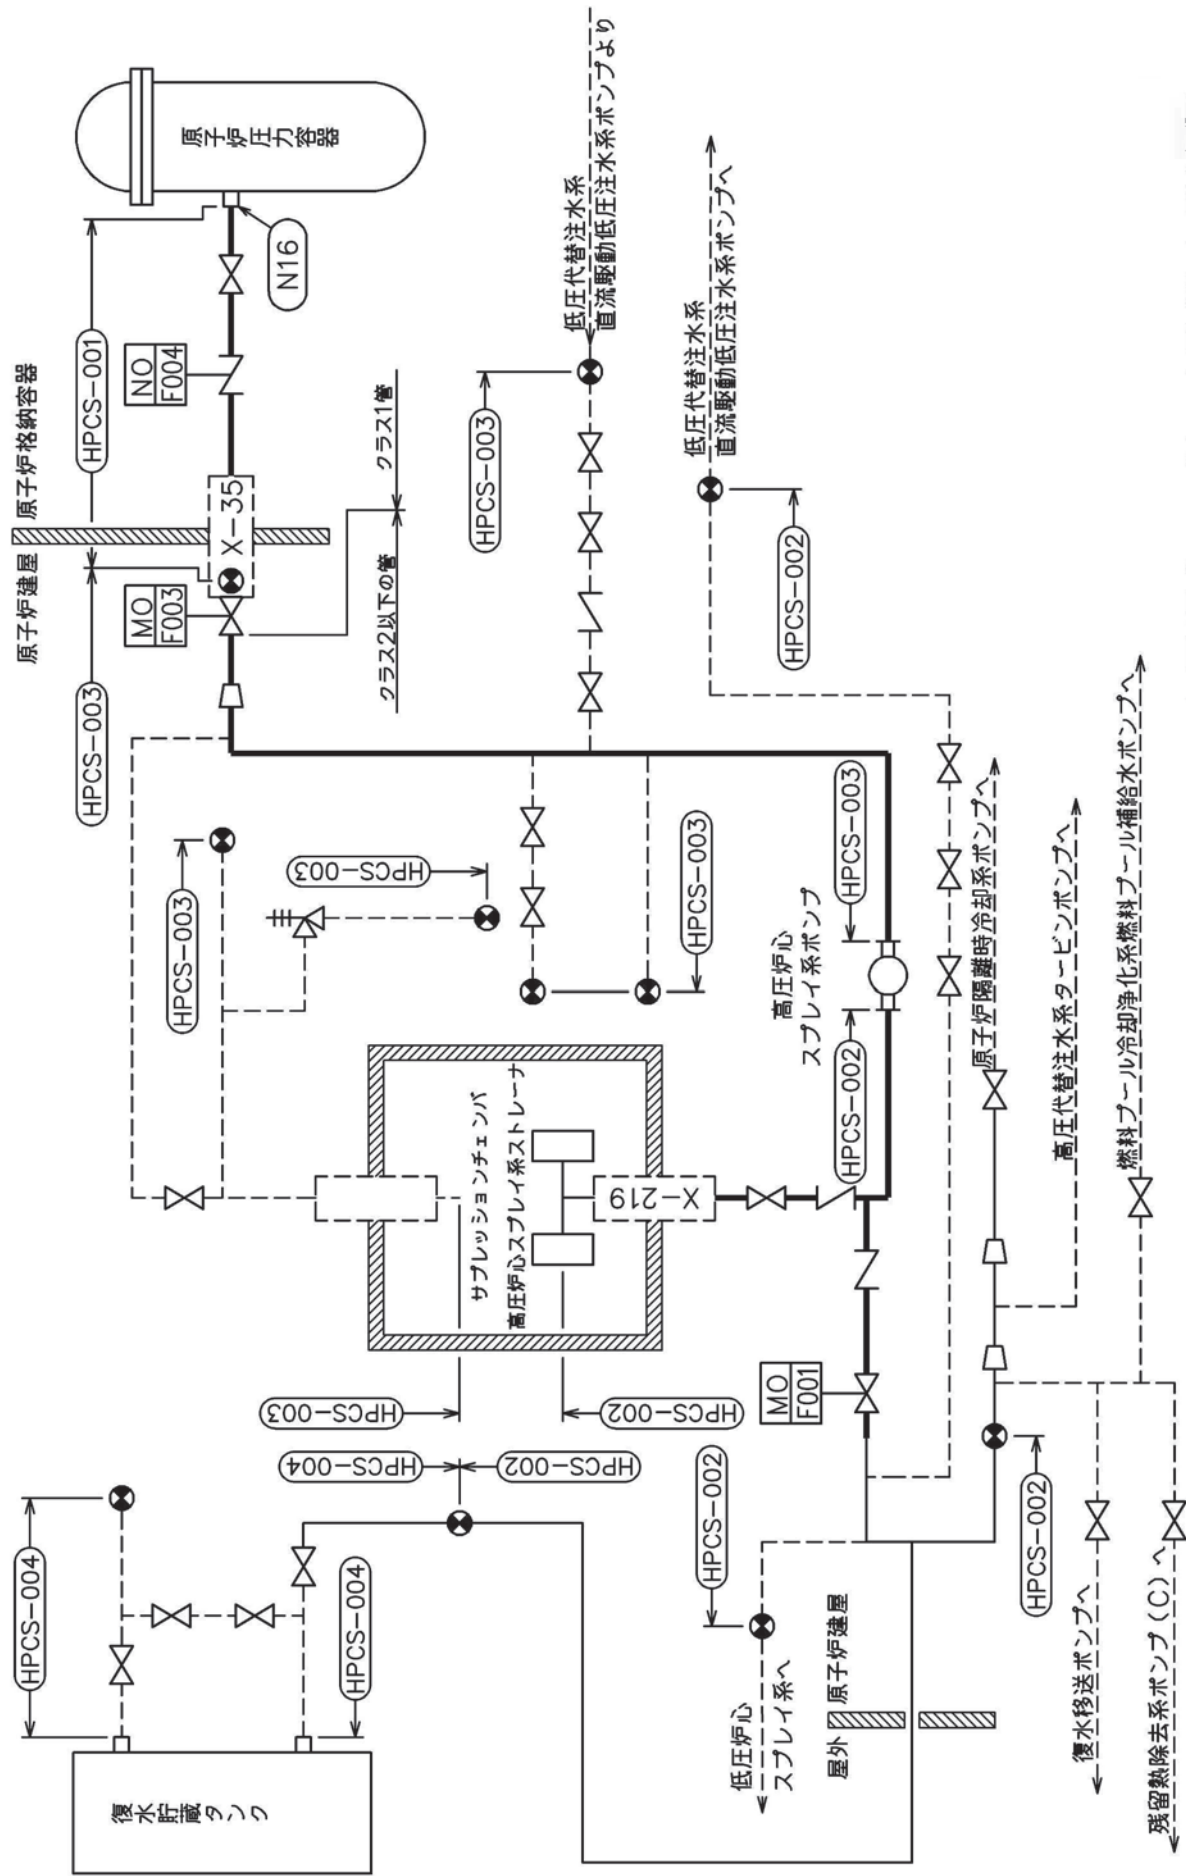 復水貯蔵タンク
HPCS-004
HPCS-004
HPCS-004
HPCS-002
HPCS-003
HPCS-002
サプレッションチェンバ
高圧炉心スプレイ系ストレーナ
X-219
HPCS-003
HPCS-003
HPCS-003
原子炉建屋
原子炉格納容器
HPCS-003
HPCS-001
MO
F003
X-35
NO
F004
N16
原子炉圧力容器
クラス2以下の管
クラス1管
HPCS-003
低圧代替注水系
直流駆動低圧注水系ポンプより
低圧代替注水系
直流駆動低圧注水系ポンプへ
HPCS-002
高圧炉心
スプレイ系ポンプ
HPCS-002
HPCS-003
MO
F001
HPCS-002
低圧炉心
スプレイ系へ
屋外
原子炉建屋
HPCS-002
原子炉隔離時冷却系ポンプへ
高圧代替注水系タービンポンプへ
燃料プール冷却浄化系燃料プール補給水ポンプへ
復水移送ポンプへ
残留熱除去系ポンプ(C)へ